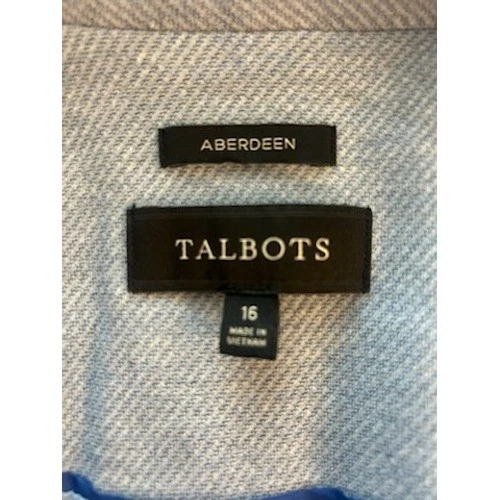 ABERDEEN
TALBOTS
16
MADE IN
VIETNAM